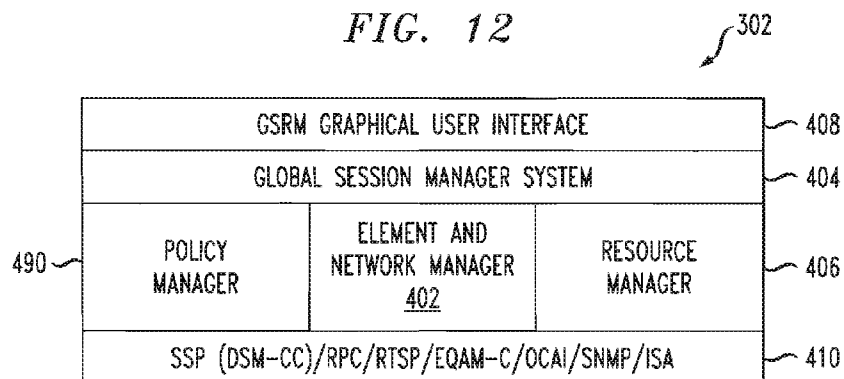 FIG. 12
302
GSRM GRAPHICAL USER INTERFACE
408
GLOBAL SESSION MANAGER SYSTEM
404
490
POLICY
MANAGER
ELEMENT AND
NETWORK MANAGER
402
RESOURCE
MANAGER
406
SSP (DSM-CC)/RPC/RTSP/EQAM-C/OCAI/SNMP/ISA
410